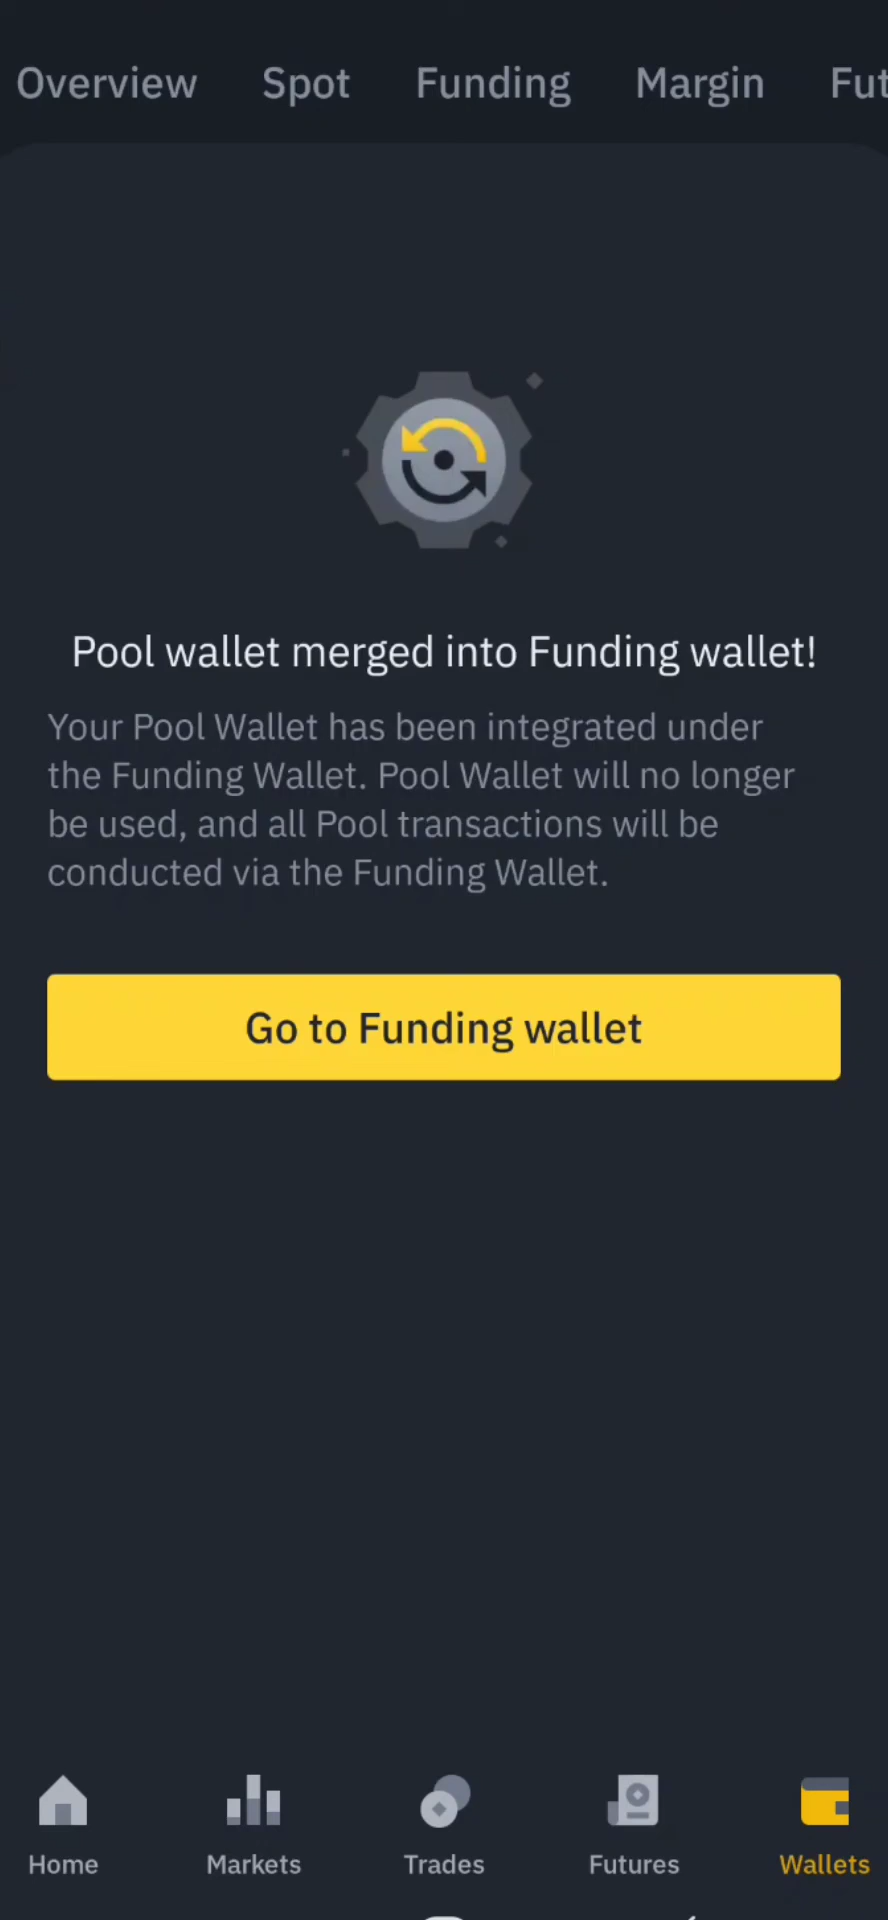 Overview Spot Funding Margin Fut
Pool wallet merged into Funding wallet!
Your Pool Wallet has been integrated under
the Funding Wallet. Pool Wallet will no longer
be used, and all Pool transactions will be
conducted via the Funding Wallet.
Go to Funding wallet
Home Markets Trades Futures Wallets